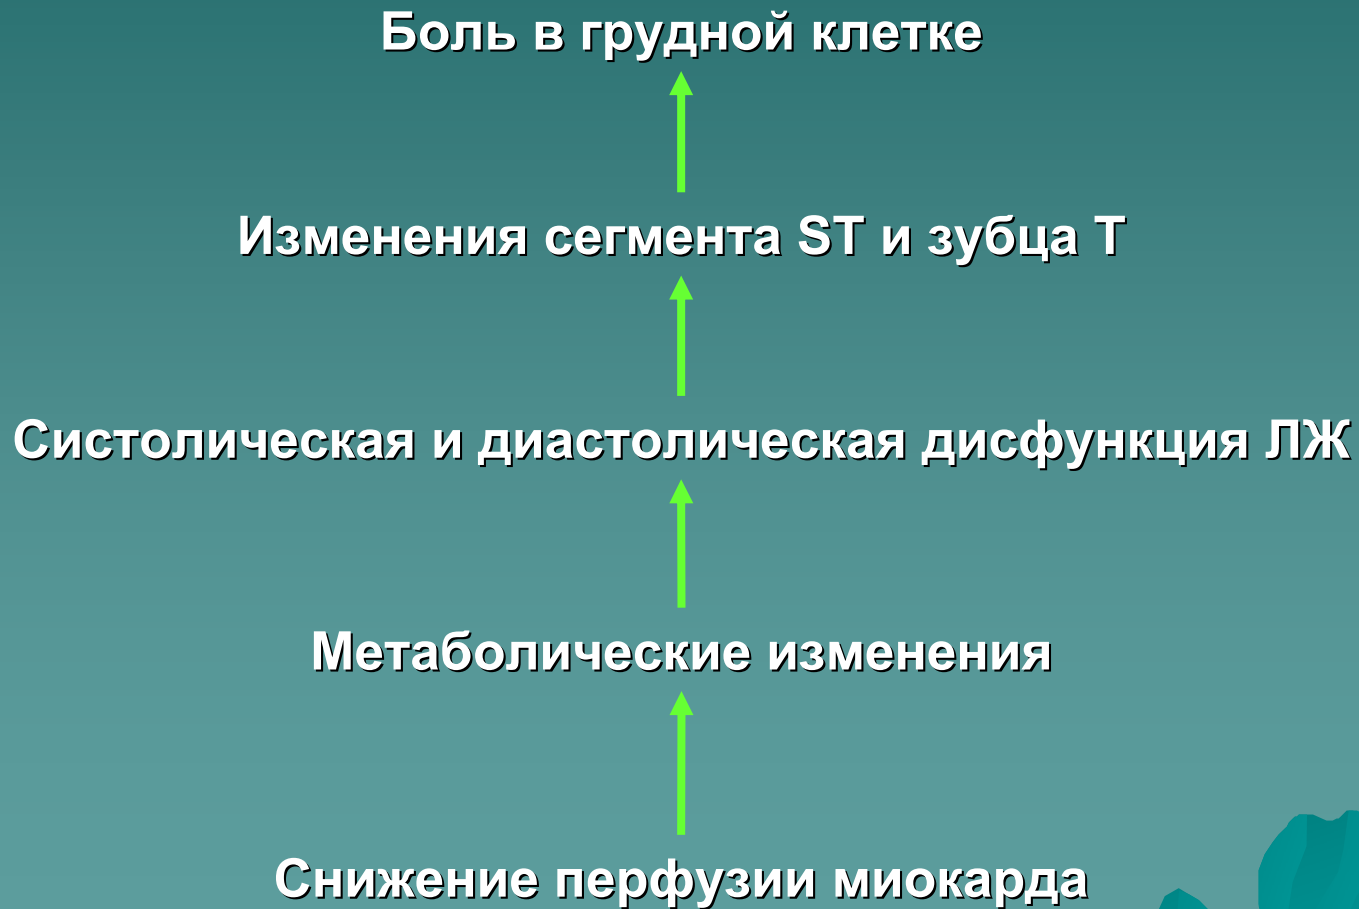 Боль в грудной клетке
Изменения сегмента ST и зубца Т
Систолическая и диастолическая дисфункция ЛЖ
Метаболические изменения
Снижение перфузии миокарда